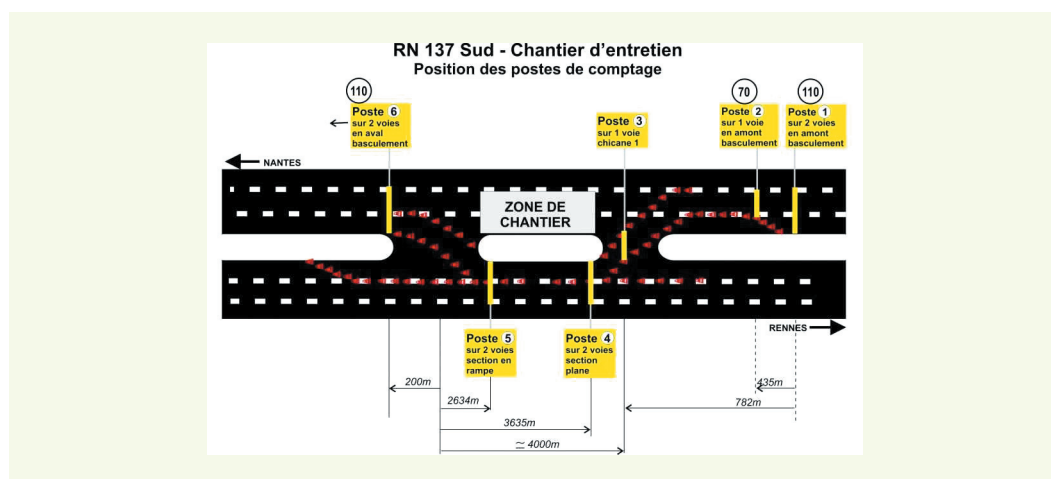 RN 137 Sud - Chantier d'entretien
Position des postes de comptage
110
Poste 6
sur 2 voies
en aval
basculement
Poste 3
sur 1 voie
chicane 1
70
Poste 2
sur 1 voie
en amont
basculement
110
Poste 1
sur 2 voies
en amont
basculement
NANTES
ZONE DE
CHANTIER
RENNES
Poste 5
sur 2 voies
section en
rampe
Poste 4
sur 2 voies
section
plane
200m
435m
2634m
782m
3635m
≃ 4000m